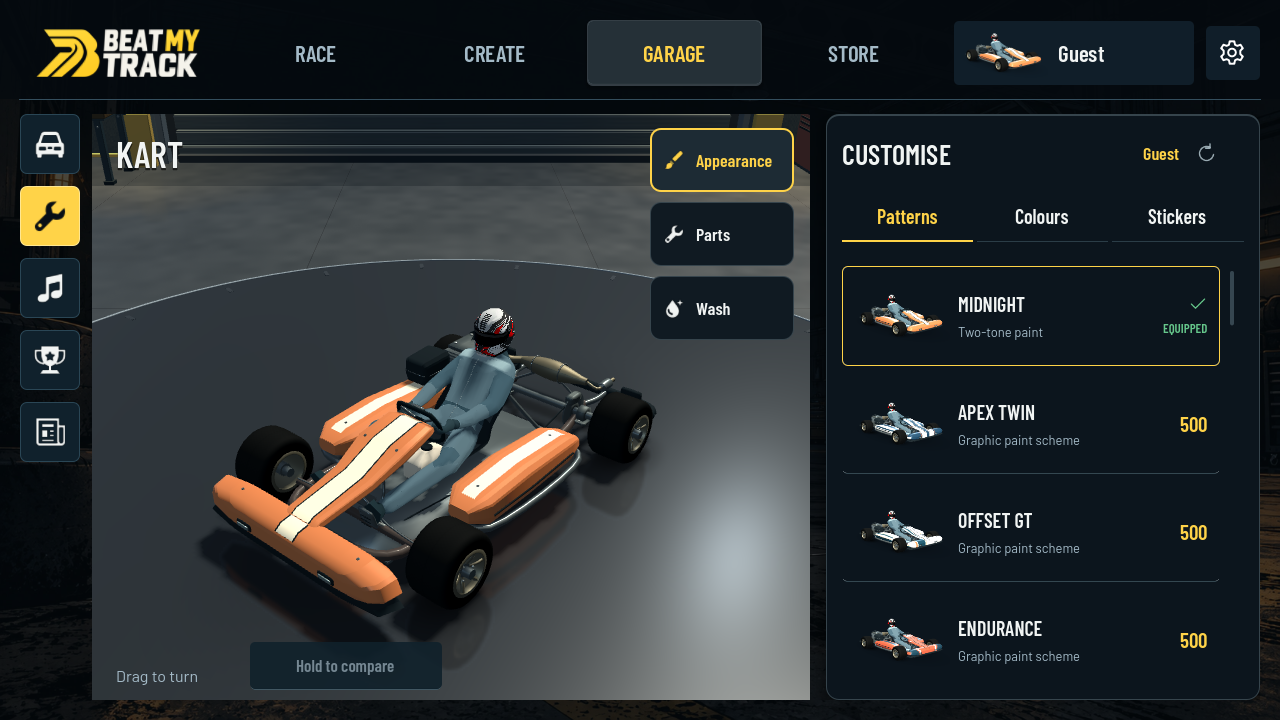 BEATMY
TRACK
RACE
CREATE
GARAGE
STORE
Guest
KART
Appearance
Parts
Wash
Drag to turn
Hold to compare
CUSTOMISE
Guest
Patterns
Colours
Stickers
MIDNIGHT
Two-tone paint
EQUIPPED
APEX TWIN
Graphic paint scheme
500
OFFSET GT
Graphic paint scheme
500
ENDURANCE
Graphic paint scheme
500